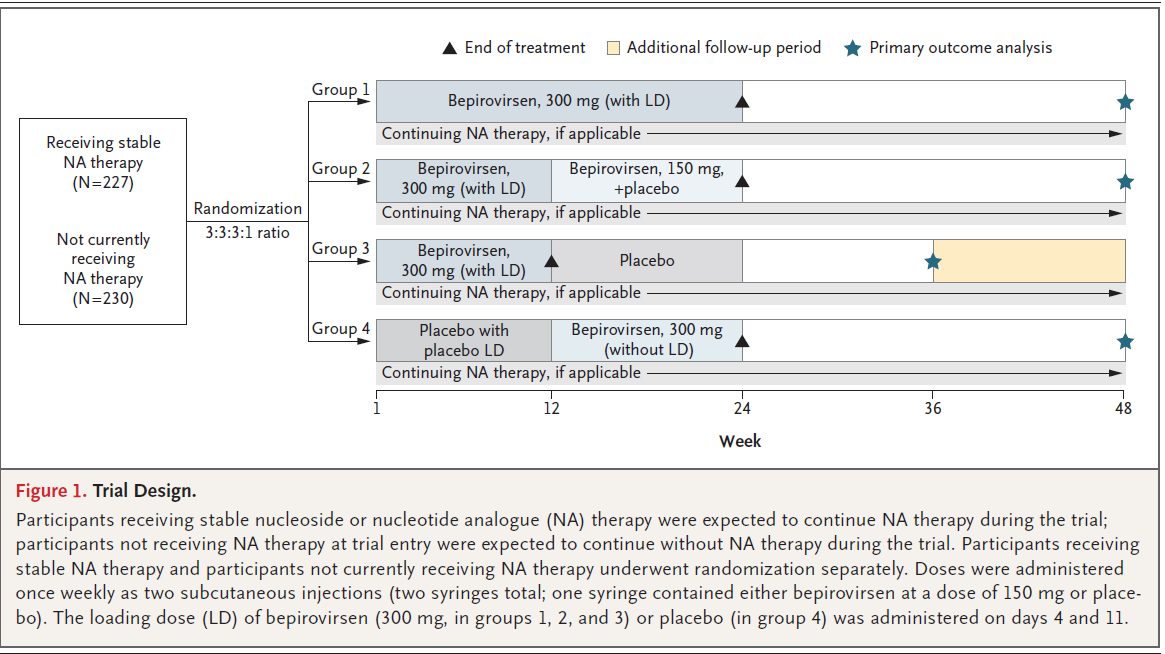 ▲ End of treatment Additional follow-up period ★ Primary outcome analysis
Receiving stable
NA therapy
(N=227)
Not currently
receiving
NA therapy
(N=230)
Randomization
3:3:3:1 ratio
Group 1
Bepirovirsen, 300 mg (with LD)
Continuing NA therapy, if applicable
Group 2
Bepirovirsen,
300 mg (with LD)
Bepirovirsen, 150 mg,
+placebo
Continuing NA therapy, if applicable
Group 3
Bepirovirsen,
300 mg (with LD)
Placebo
Continuing NA therapy, if applicable
Group 4
Placebo with
placebo LD
Bepirovirsen, 300 mg
(without LD)
Continuing NA therapy, if applicable
1 12 24 36 48
Week
Figure 1. Trial Design.
Participants receiving stable nucleoside or nucleotide analogue (NA) therapy were expected to continue NA therapy during the trial;
participants not receiving NA therapy at trial entry were expected to continue without NA therapy during the trial. Participants receiving
stable NA therapy and participants not currently receiving NA therapy underwent randomization separately. Doses were administered
once weekly as two subcutaneous injections (two syringes total; one syringe contained either bepirovirsen at a dose of 150 mg or place-
bo). The loading dose (LD) of bepirovirsen (300 mg, in groups 1, 2, and 3) or placebo (in group 4) was administered on days 4 and 11.